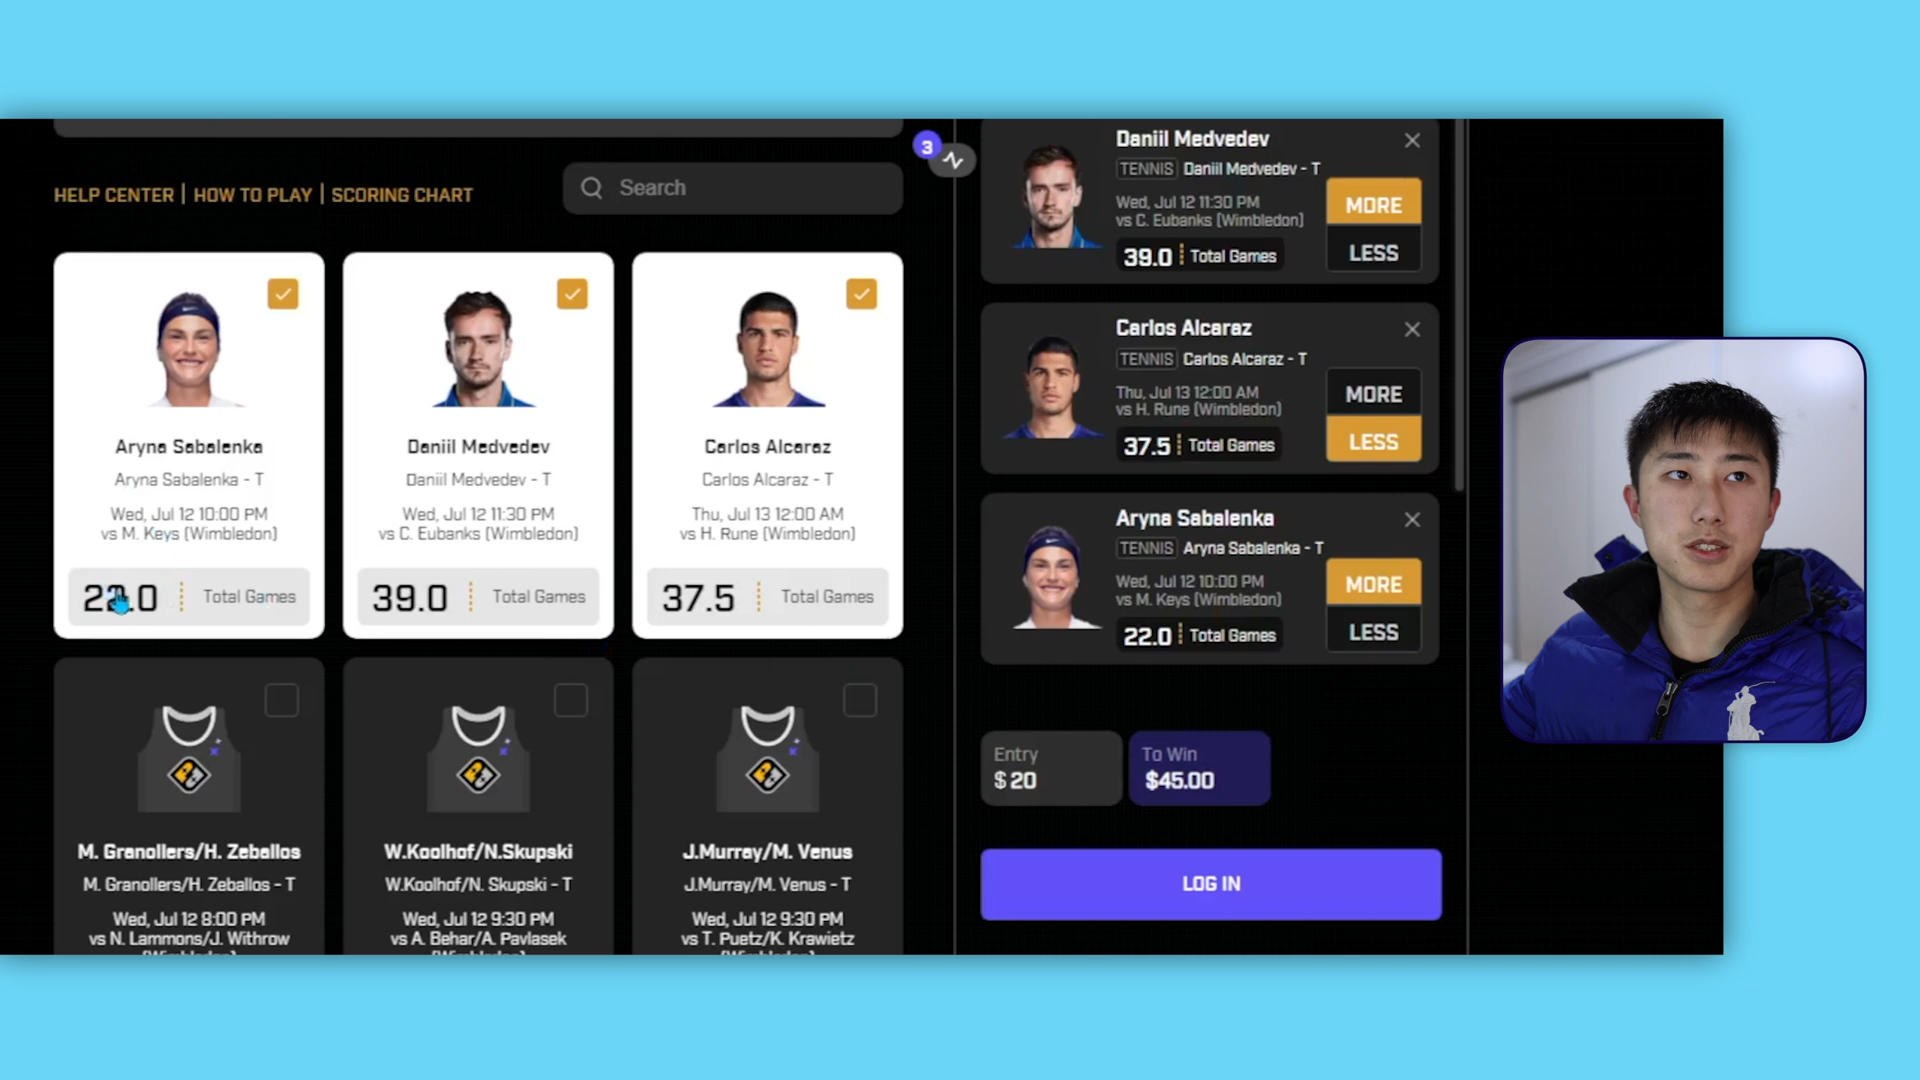 HELP CENTER | HOW TO PLAY | SCORING CHART
Search
Aryna Sabalenka
Aryna Sabalenka - T
Wed, Jul 12 10:00 PM
vs M. Keys (Wimbledon)
22.0 Total Games
Daniil Medvedev
Daniil Medvedev - T
Wed, Jul 12 11:30 PM
vs C. Eubanks (Wimbledon)
39.0 Total Games
Carlos Alcaraz
Carlos Alcaraz - T
Thu, Jul 13 12:00 AM
vs H. Rune (Wimbledon)
37.5 Total Games
M. Granollers/H. Zeballos
M. Granollers/H. Zeballos - T
Wed, Jul 12 8:00 PM
vs N. Lammons/J. Withrow
(Wimbledon)
W.Koolhof/N.Skupski
W.Koolhof/N. Skupski - T
Wed, Jul 12 9:30 PM
vs A. Behar/A. Pavlasek
(Wimbledon)
J.Murray/M. Venus
J.Murray/M. Venus - T
Wed, Jul 12 9:30 PM
vs T. Puetz/K. Krawietz
(Wimbledon)
3
Daniil Medvedev
TENNIS Daniil Medvedev - T
Wed, Jul 12 11:30 PM
vs C. Eubanks (Wimbledon)
39.0 Total Games
MORE
LESS
Carlos Alcaraz
TENNIS Carlos Alcaraz - T
Thu, Jul 13 12:00 AM
vs H. Rune (Wimbledon)
37.5 Total Games
MORE
LESS
Aryna Sabalenka
TENNIS Aryna Sabalenka - T
Wed, Jul 12 10:00 PM
vs M. Keys (Wimbledon)
22.0 Total Games
MORE
LESS
Entry
$ 20
To Win
$45.00
LOG IN